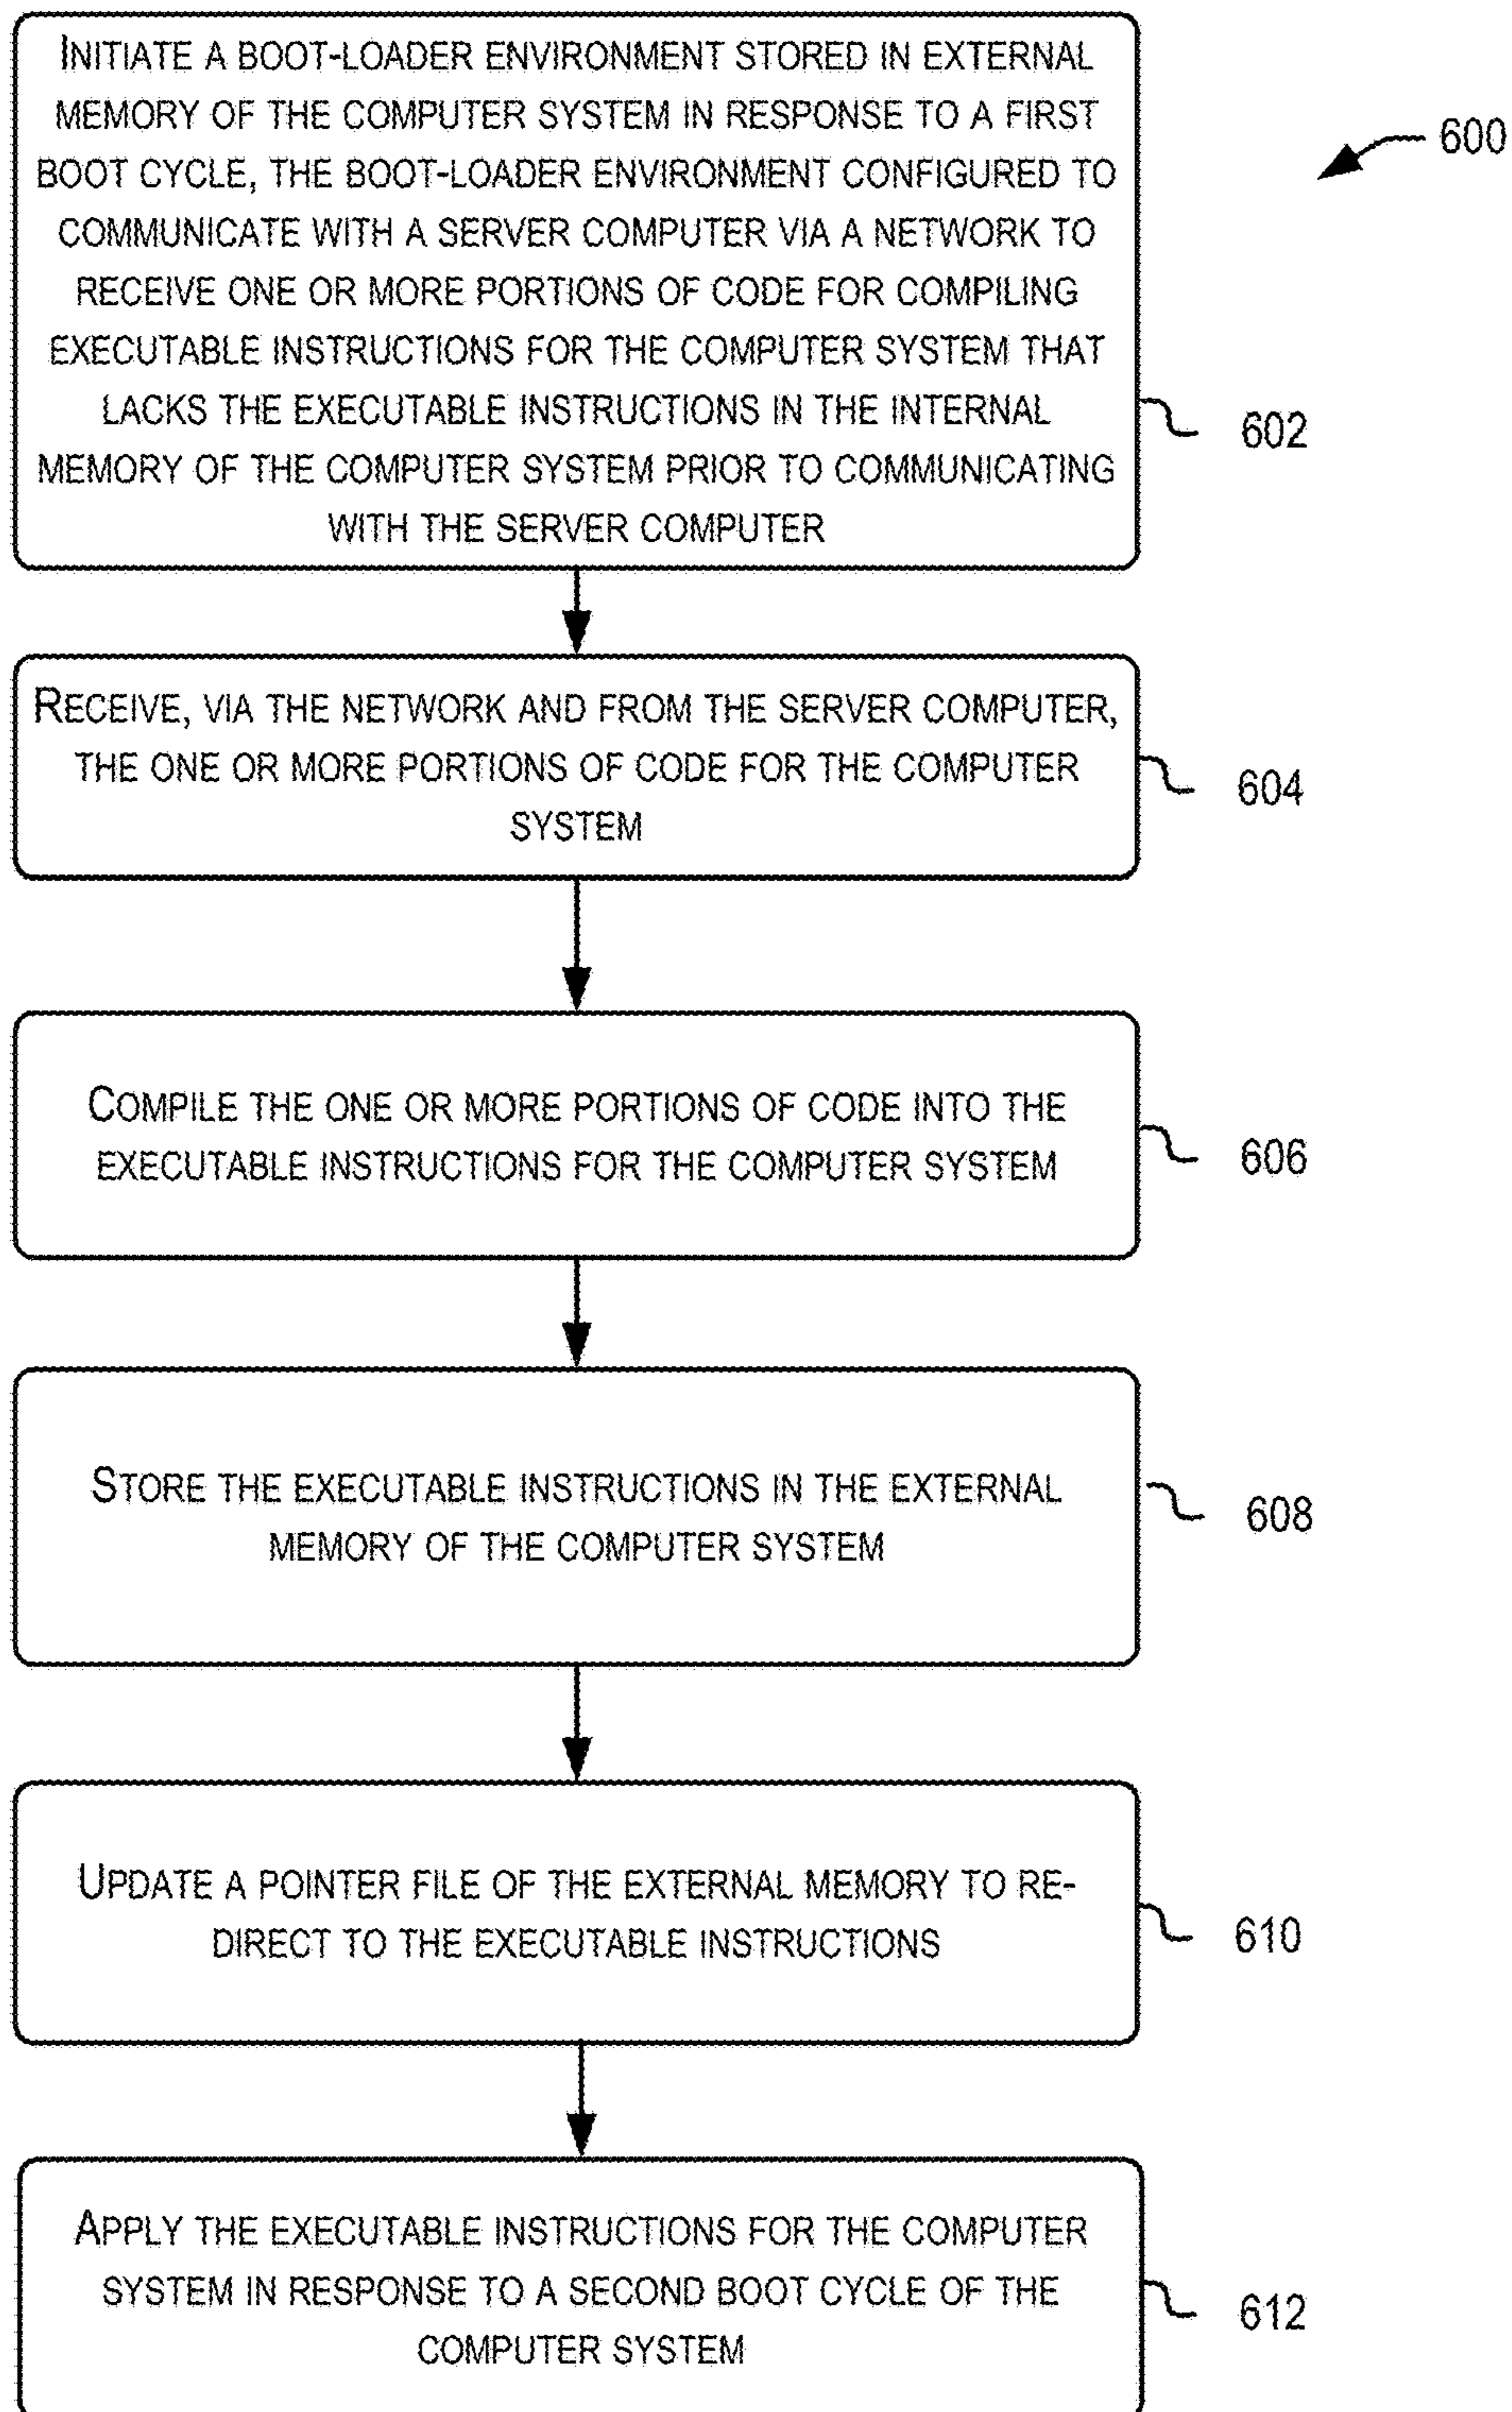 INITIATE A BOOT-LOADER ENVIRONMENT STORED IN EXTERNAL
MEMORY OF THE COMPUTER SYSTEM IN RESPONSE TO A FIRST
BOOT CYCLE, THE BOOT-LOADER ENVIRONMENT CONFIGURED TO
COMMUNICATE WITH A SERVER COMPUTER VIA A NETWORK TO
RECEIVE ONE OR MORE PORTIONS OF CODE FOR COMPILING
EXECUTABLE INSTRUCTIONS FOR THE COMPUTER SYSTEM THAT
LACKS THE EXECUTABLE INSTRUCTIONS IN THE INTERNAL
MEMORY OF THE COMPUTER SYSTEM PRIOR TO COMMUNICATING
WITH THE SERVER COMPUTER
600
602
RECEIVE, VIA THE NETWORK AND FROM THE SERVER COMPUTER,
THE ONE OR MORE PORTIONS OF CODE FOR THE COMPUTER
SYSTEM
604
COMPILE THE ONE OR MORE PORTIONS OF CODE INTO THE
EXECUTABLE INSTRUCTIONS FOR THE COMPUTER SYSTEM
606
STORE THE EXECUTABLE INSTRUCTIONS IN THE EXTERNAL
MEMORY OF THE COMPUTER SYSTEM
608
UPDATE A POINTER FILE OF THE EXTERNAL MEMORY TO RE-
DIRECT TO THE EXECUTABLE INSTRUCTIONS
610
APPLY THE EXECUTABLE INSTRUCTIONS FOR THE COMPUTER
SYSTEM IN RESPONSE TO A SECOND BOOT CYCLE OF THE
COMPUTER SYSTEM
612